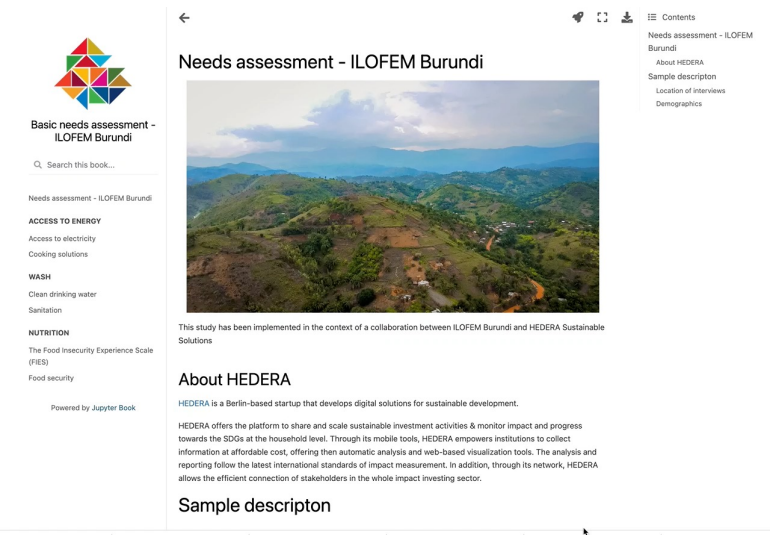 Basic needs assessment -
ILOFEM Burundi
Search this book...
Needs assessment - ILOFEM Burundi
ACCESS TO ENERGY
Access to electricity
Cooking solutions
WASH
Clean drinking water
Sanitation
NUTRITION
The Food Insecurity Experience Scale
(FIES)
Food security
Powered by Jupyter Book
Needs assessment - ILOFEM Burundi
This study has been implemented in the context of a collaboration between ILOFEM Burundi and HEDERA Sustainable
Solutions
About HEDERA
HEDERA is a Berlin-based startup that develops digital solutions for sustainable development.
HEDERA offers the platform to share and scale sustainable investment activities & monitor impact and progress
towards the SDGs at the household level. Through its mobile tools, HEDERA empowers institutions to collect
information at affordable cost, offering then automatic analysis and web-based visualization tools. The analysis and
reporting follow the latest international standards of impact measurement. In addition, through its network, HEDERA
allows the efficient connection of stakeholders in the whole impact investing sector.
Sample descripton
Contents
Needs assessment - ILOFEM
Burundi
About HEDERA
Sample descripton
Location of interviews
Demographics